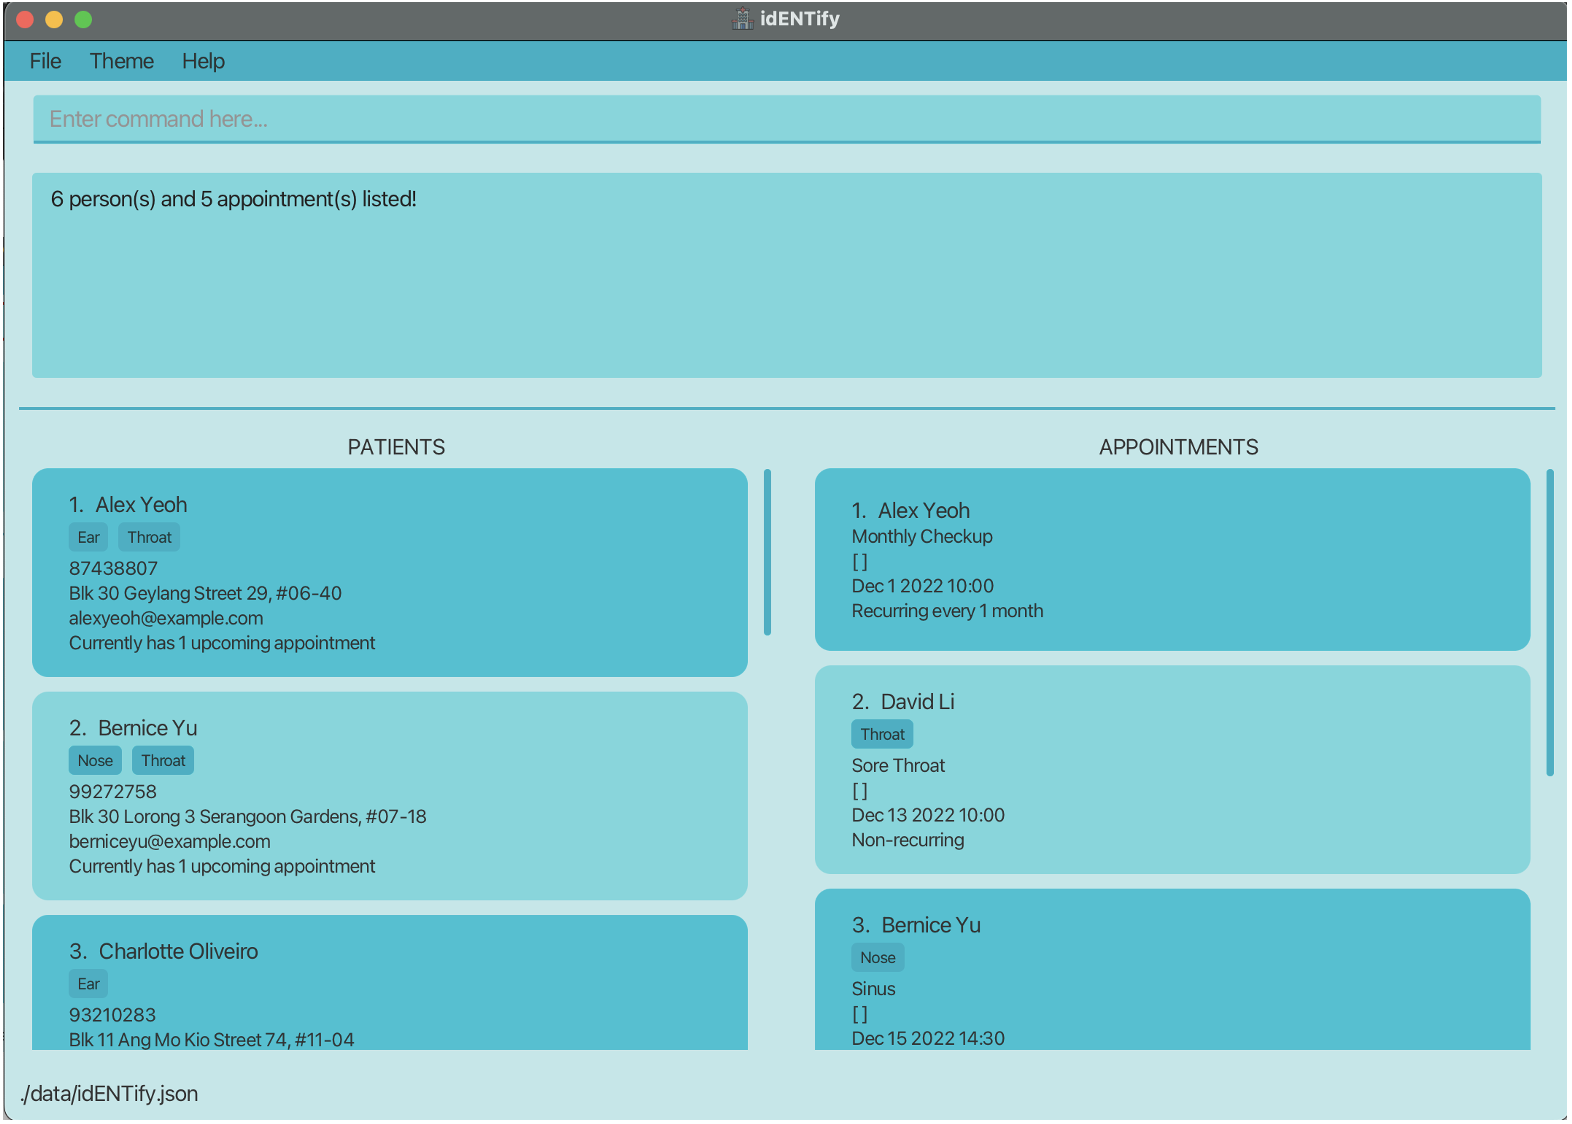 idENTify
File Theme Help
Enter command here...
6 person(s) and 5 appointment(s) listed!
PATIENTS
1. Alex Yeoh
Ear Throat
87438807
Blk 30 Geylang Street 29, #06-40
alexyeoh@example.com
Currently has 1 upcoming appointment
2. Bernice Yu
Nose Throat
99272758
Blk 30 Lorong 3 Serangoon Gardens, #07-18
berniceyu@example.com
Currently has 1 upcoming appointment
3. Charlotte Oliveiro
Ear
93210283
Blk 11 Ang Mo Kio Street 74, #11-04
APPOINTMENTS
1. Alex Yeoh
Monthly Checkup
[ ]
Dec 1 2022 10:00
Recurring every 1 month
2. David Li
Throat
Sore Throat
[ ]
Dec 13 2022 10:00
Non-recurring
3. Bernice Yu
Nose
Sinus
[ ]
Dec 15 2022 14:30
./data/idENTify.json